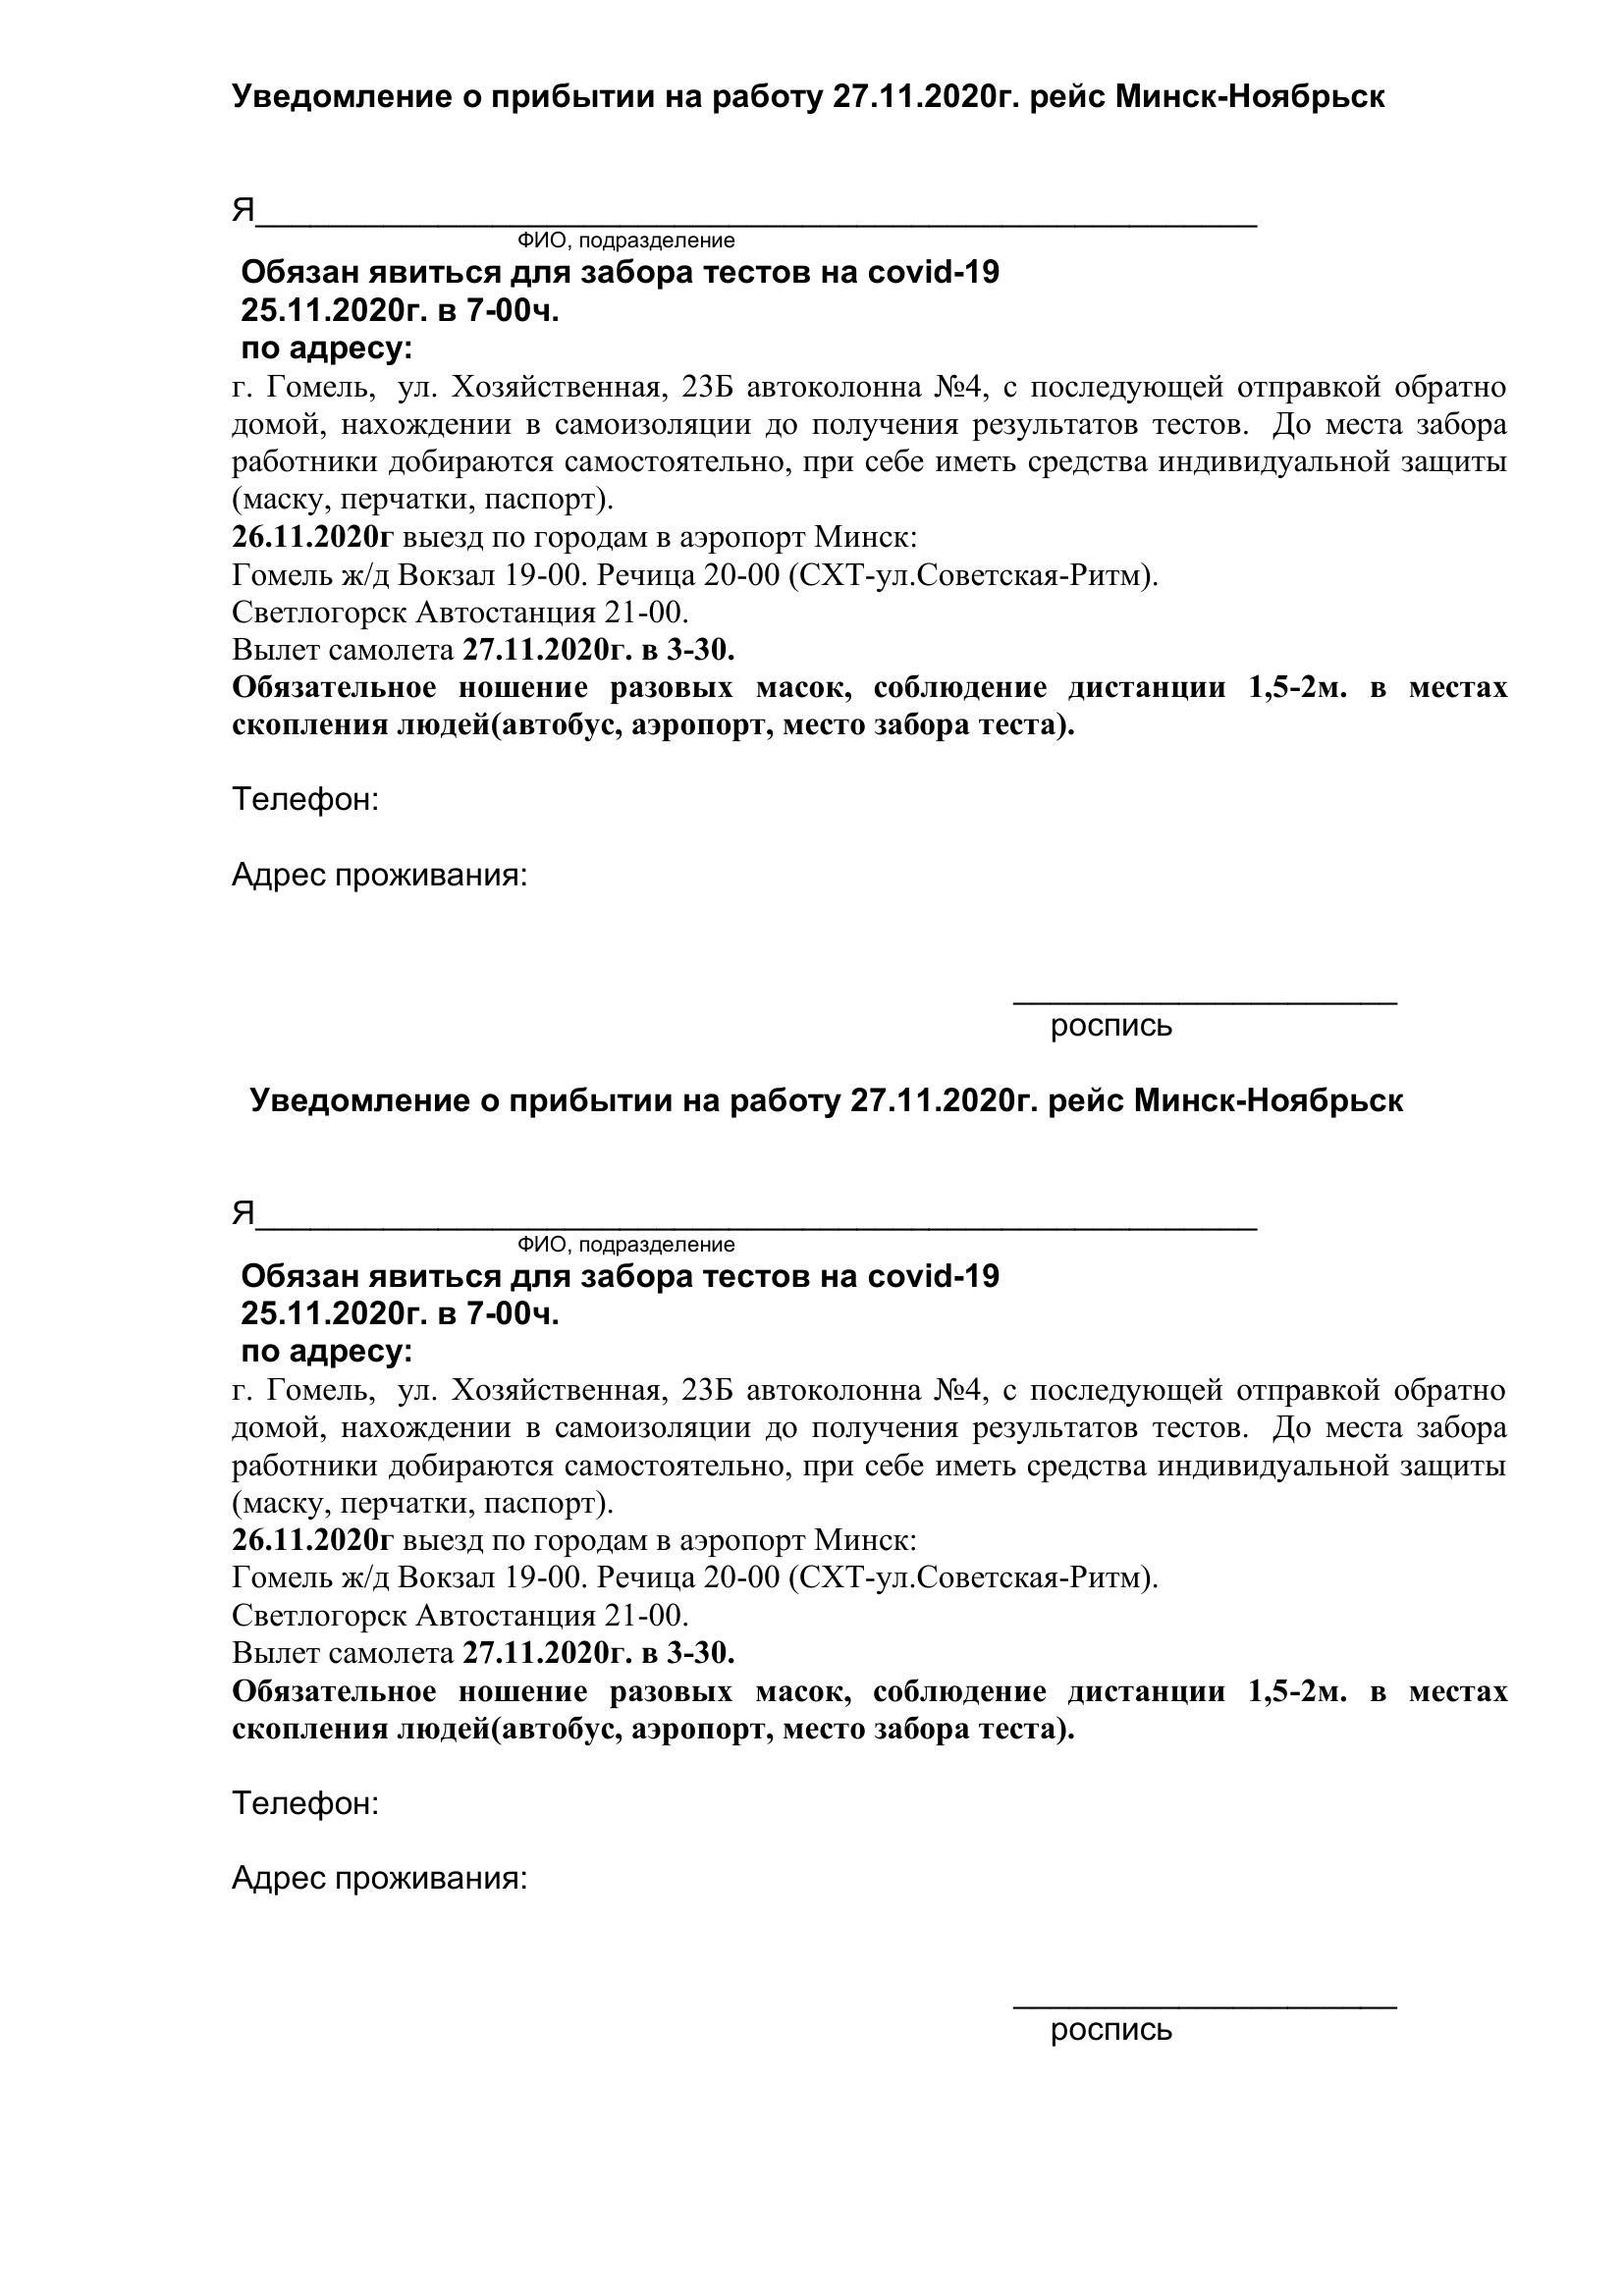 Уведомление о прибытии на работу 27.11.2020г. рейс Минск-Ноябрьск
Я_______________________________________________________
ФИО, подразделение
Обязан явиться для забора тестов на covid-19
25.11.2020г. в 7-00ч.
по адресу:
г. Гомель, ул. Хозяйственная, 23Б автоколонна №4, с последующей отправкой обратно
домой, нахождении в самоизоляции до получения результатов тестов. До места забора
работники добираются самостоятельно, при себе иметь средства индивидуальной защиты
(маску, перчатки, паспорт).
26.11.2020г выезд по городам в аэропорт Минск:
Гомель ж/д Вокзал 19-00. Речица 20-00 (СХТ-ул.Советская-Ритм).
Светлогорск Автостанция 21-00.
Вылет самолета 27.11.2020г. в 3-30.
Обязательное ношение разовых масок, соблюдение дистанции 1,5-2м. в местах
скопления людей(автобус, аэропорт, место забора теста).
Телефон:
Адрес проживания:
_____________________
роспись
Уведомление о прибытии на работу 27.11.2020г. рейс Минск-Ноябрьск
Я_______________________________________________________
ФИО, подразделение
Обязан явиться для забора тестов на covid-19
25.11.2020г. в 7-00ч.
по адресу:
г. Гомель, ул. Хозяйственная, 23Б автоколонна №4, с последующей отправкой обратно
домой, нахождении в самоизоляции до получения результатов тестов. До места забора
работники добираются самостоятельно, при себе иметь средства индивидуальной защиты
(маску, перчатки, паспорт).
26.11.2020г выезд по городам в аэропорт Минск:
Гомель ж/д Вокзал 19-00. Речица 20-00 (СХТ-ул.Советская-Ритм).
Светлогорск Автостанция 21-00.
Вылет самолета 27.11.2020г. в 3-30.
Обязательное ношение разовых масок, соблюдение дистанции 1,5-2м. в местах
скопления людей(автобус, аэропорт, место забора теста).
Телефон:
Адрес проживания:
_____________________
роспись